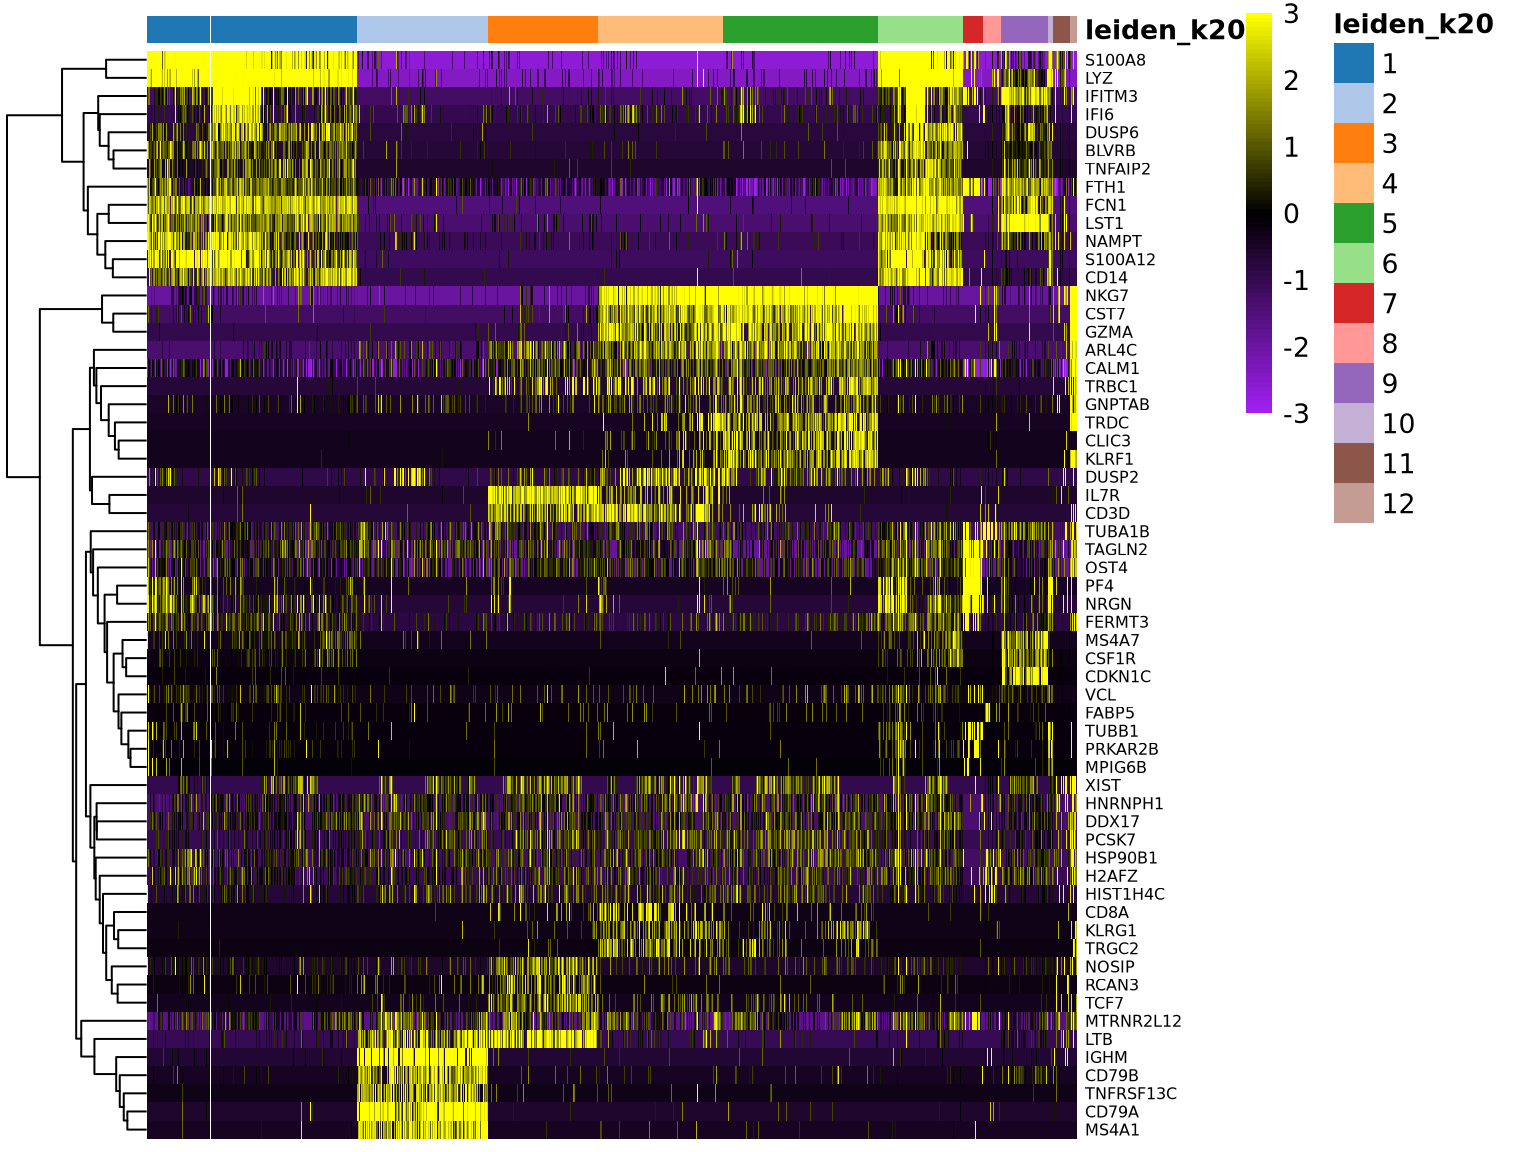 leiden_k20
3
2
1
0
-1
-2
-3
leiden_k20
1
2
3
4
5
6
7
8
9
10
11
12
S100A8
LYZ
IFITM3
IFI6
DUSP6
BLVRB
TNFAIP2
FTH1
FCN1
LST1
NAMPT
S100A12
CD14
NKG7
CST7
GZMA
ARL4C
CALM1
TRBC1
GNPTAB
TRDC
CLIC3
KLRF1
DUSP2
IL7R
CD3D
TUBA1B
TAGLN2
OST4
PF4
NRGN
FERMT3
MS4A7
CSF1R
CDKN1C
VCL
FABP5
TUBB1
PRKAR2B
MPIG6B
XIST
HNRNPH1
DDX17
PCSK7
HSP90B1
H2AFZ
HIST1H4C
CD8A
KLRG1
TRGC2
NOSIP
RCAN3
TCF7
MTRNR2L12
LTB
IGHM
CD79B
TNFRSF13C
CD79A
MS4A1